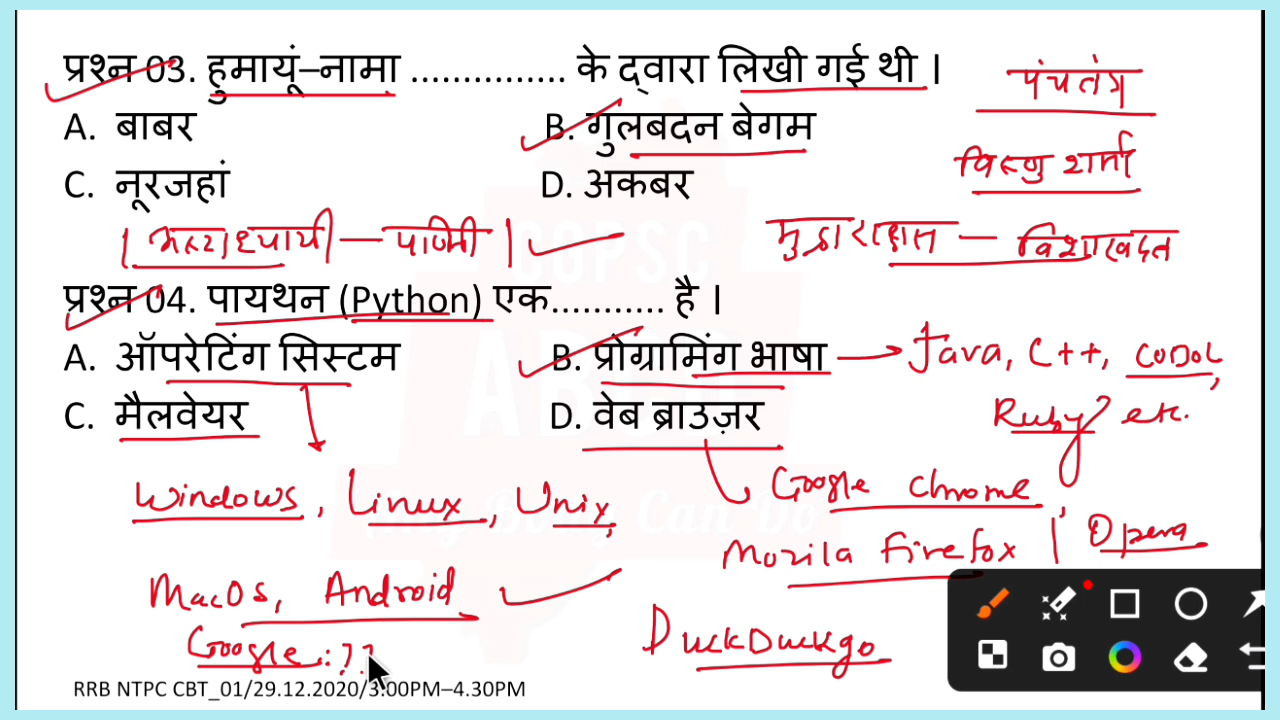 प्रश्न 03. हुमायूं–नामा ............... के द्वारा लिखी गई थी |
पंचतंत्र
A. बाबर
B. गुलबदन बेगम
विष्णु शर्मा
C. नूरजहां
D. अकबर
| अष्टाध्यायी — पाणिनी |
मुद्राराक्षस — विशाखदत्त
प्रश्न 04. पायथन (Python) एक........... है |
A. ऑपरेटिंग सिस्टम
B. प्रोग्रामिंग भाषा
Java, C++, COBOL,
C. मैलवेयर
D. वेब ब्राउज़र
Ruby etc.
Windows, Linux, Unix,
Google Chrome
Mozila Firefox | Opera
MacOs, Android
DuckDuckgo
Google :??
RRB NTPC CBT_01/29.12.2020/3:00PM–4.30PM